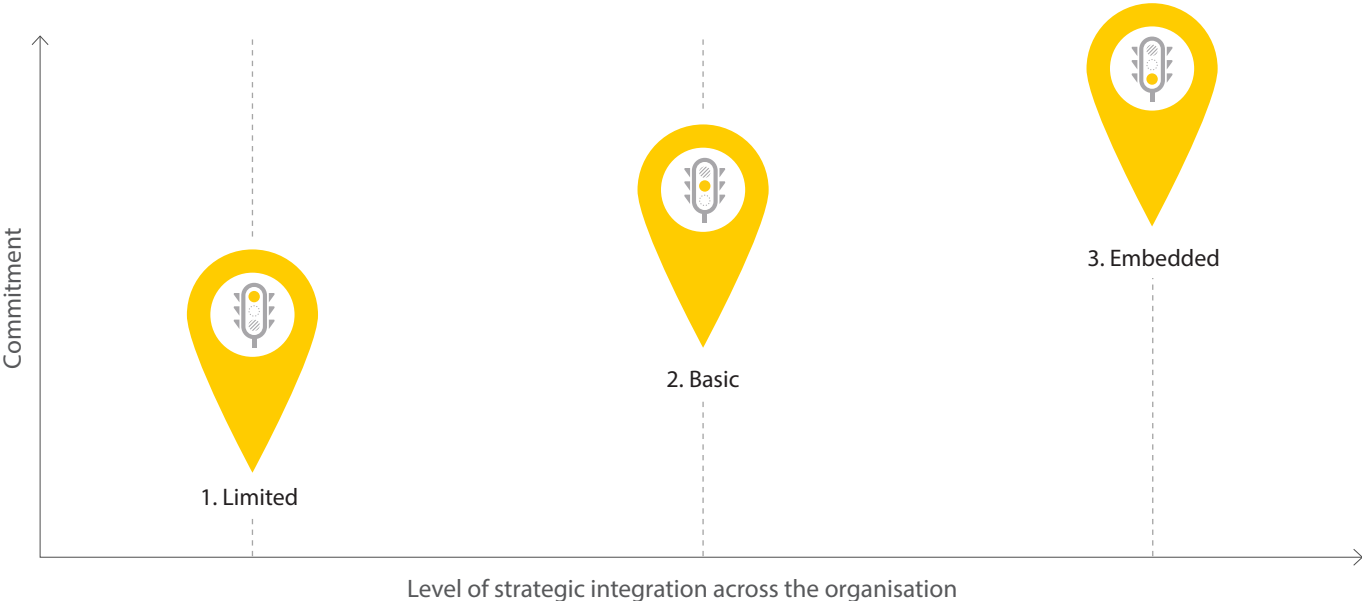 Commitment
3. Embedded
2. Basic
1. Limited
Level of strategic integration across the organisation